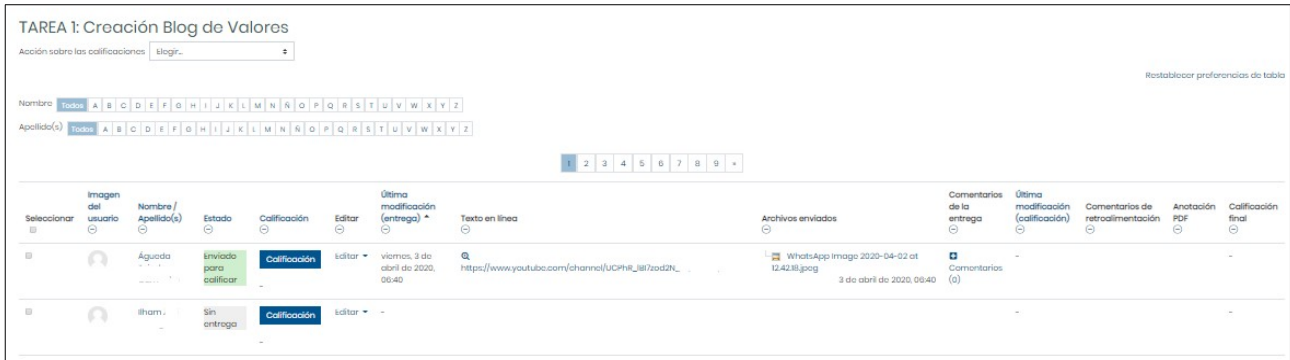 TAREA 1: Creación Blog de Valores
Acción sobre las calificaciones Elegir...
Restablecer preferencias de tabla
Nombre Todos A B C D E F G H I J K L M N Ñ O P Q R S T U V W X Y Z
Apellido(s) Todos A B C D E F G H I J K L M N Ñ O P Q R S T U V W X Y Z
1 2 3 4 5 6 7 8 9 »
Seleccionar
Imagen del usuario
Nombre / Apellido(s)
Estado
Calificación
Editar
Última modificación (entrega)
Texto en línea
Archivos enviados
Comentarios de la entrega
Última modificación (calificación)
Comentarios de retroalimentación
Anotación PDF
Calificación final
Águeda
Enviado para calificar
Calificación
-
Editar
viernes, 3 de abril de 2020, 06:40
https://www.youtube.com/channel/
WhatsApp Image 2020-04-02 at 12.42.18.jpeg
3 de abril de 2020, 06:40
Comentarios (0)
-
-
Ilham
Sin entrega
Calificación
-
Editar
-
-
-